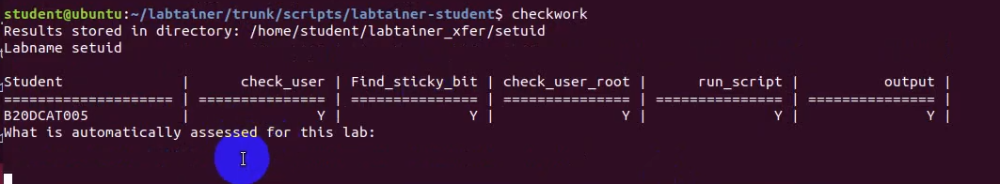 student@ubuntu:~/labtainer/trunk/scripts/labtainer-student$ checkwork
Results stored in directory: /home/student/labtainer_xfer/setuid
Labname setuid
Student | check_user | Find_sticky_bit | check_user_root | run_script | output |
==================== | =============== | =============== | =============== | =============== | =============== |
B20DCAT005 | Y | Y | Y | Y | Y |
What is automatically assessed for this lab: